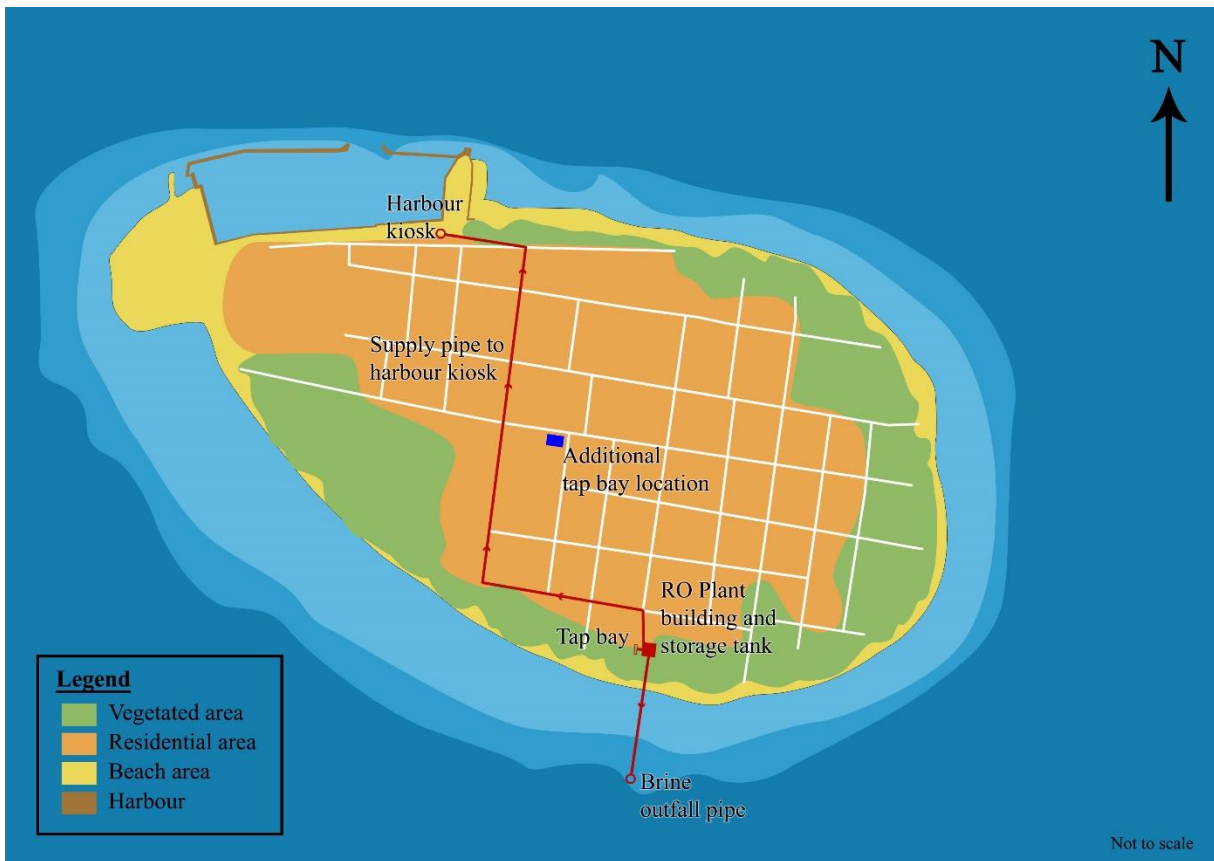 N
Harbour
kiosk
Supply pipe to
harbour kiosk
Additional
tap bay location
RO Plant
building and
storage tank
Tap bay
Brine
outfall pipe
Legend
Vegetated area
Residential area
Beach area
Harbour
Not to scale